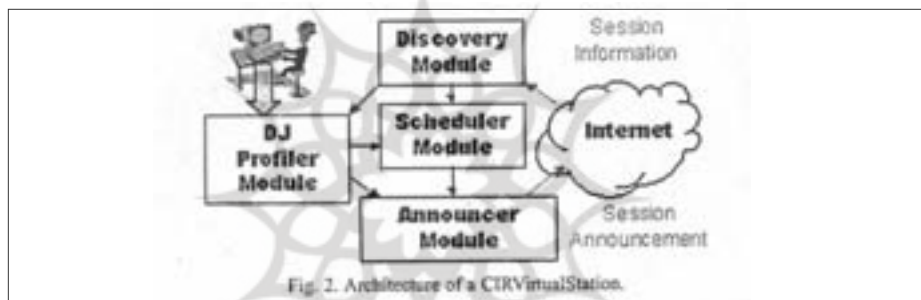 Discovery
Module
Session
Information
DJ
Profiler
Module
Scheduler
Module
Internet
Announcer
Module
Session
Announcement
Fig. 2. Architecture of a CIRVirtualStation.